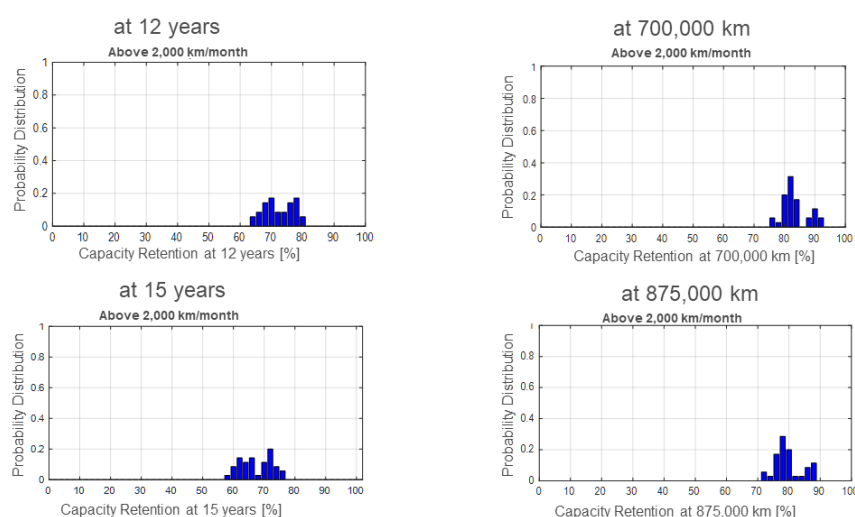 at 12 years
Above 2,000 km/month
Probability Distribution
1
0.8
0.6
0.4
0.2
0
0 10 20 30 40 50 60 70 80 90 100
Capacity Retention at 12 years [%]
at 700,000 km
Above 2,000 km/month
Probability Distribution
1
0.8
0.6
0.4
0.2
0
0 10 20 30 40 50 60 70 80 90 100
Capacity Retention at 700,000 km [%]
at 15 years
Above 2,000 km/month
Probability Distribution
1
0.8
0.6
0.4
0.2
0
0 10 20 30 40 50 60 70 80 90 100
Capacity Retention at 15 years [%]
at 875,000 km
Above 2,000 km/month
Probability Distribution
1
0.8
0.6
0.4
0.2
0
0 10 20 30 40 50 60 70 80 90 100
Capacity Retention at 875,000 km [%]